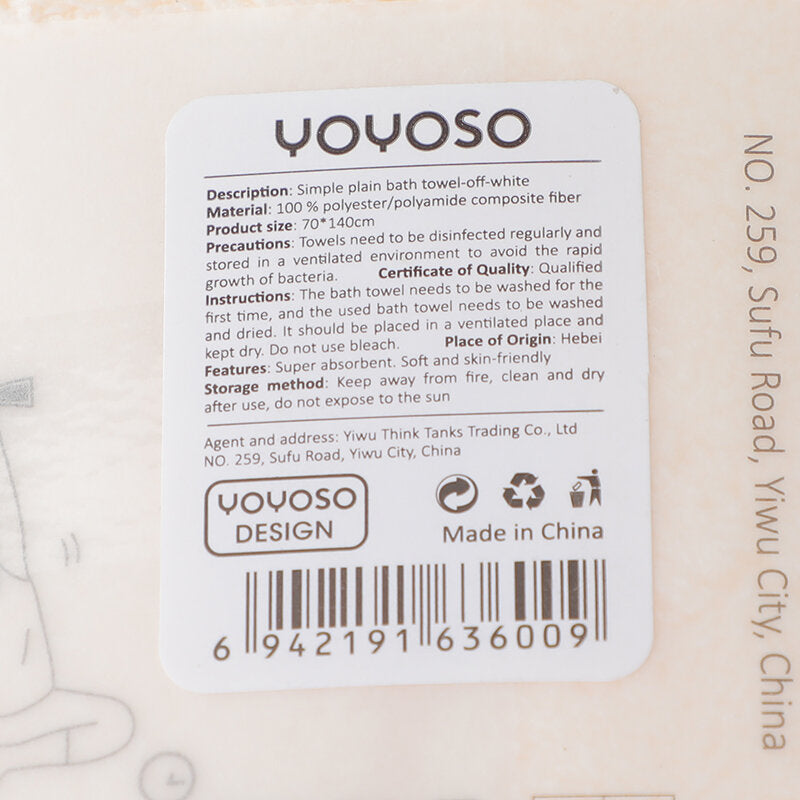 YOYOSO
Description: Simple plain bath towel-off-white
Material: 100 % polyester/polyamide composite fiber
Product size: 70*140cm
Precautions: Towels need to be disinfected regularly and
stored in a ventilated environment to avoid the rapid
growth of bacteria. Certificate of Quality: Qualified
Instructions: The bath towel needs to be washed for the
first time, and the used bath towel needs to be washed
and dried. It should be placed in a ventilated place and
kept dry. Do not use bleach. Place of Origin: Hebei
Features: Super absorbent. Soft and skin-friendly
Storage method: Keep away from fire, clean and dry
after use, do not expose to the sun
Agent and address: Yiwu Think Tanks Trading Co., Ltd
NO. 259, Sufu Road, Yiwu City, China
YOYOSO
DESIGN
Made in China
6 942191 636009
NO. 259, Sufu Road, Yiwu City, China